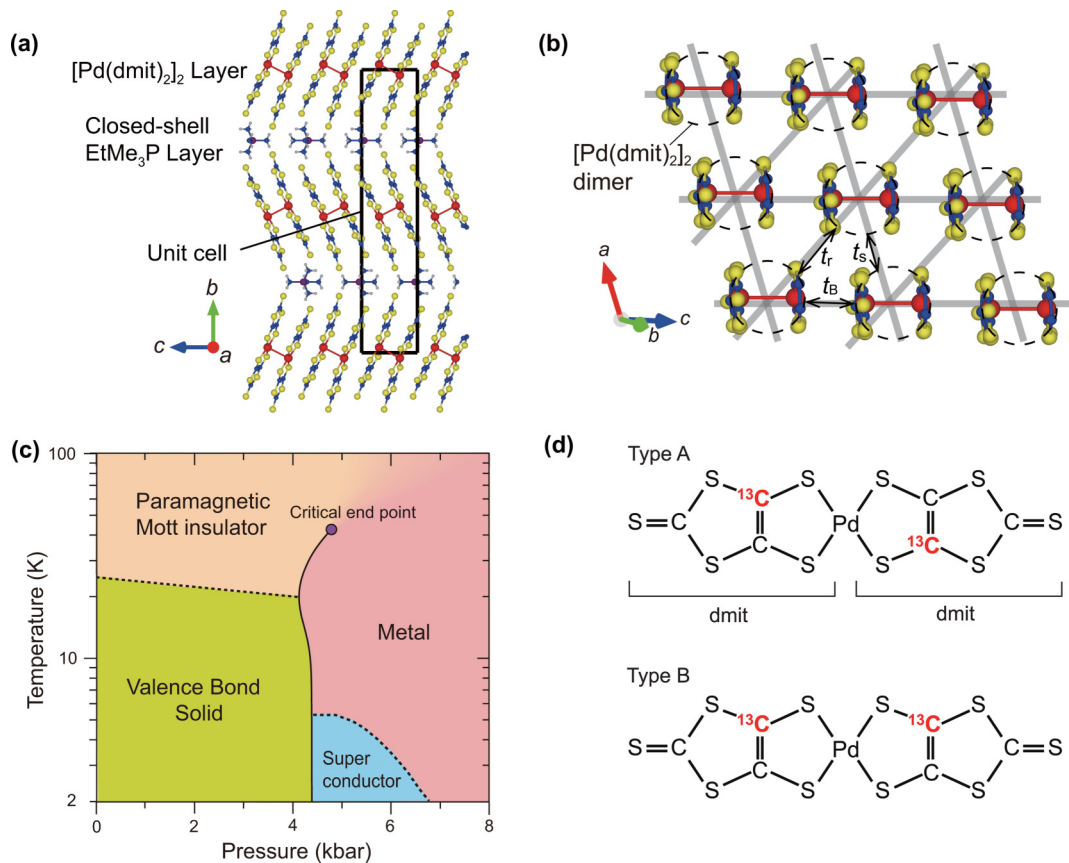 (a)
[Pd(dmit)2]2 Layer
Closed-shell
EtMe3P Layer
Unit cell
b
c
a
(b)
[Pd(dmit)2]2
dimer
tr
ts
tB
a
b
c
(c)
100
10
2
Temperature (K)
Paramagnetic
Mott insulator
Critical end point
Metal
Valence Bond
Solid
Super
conductor
0
2
4
6
8
Pressure (kbar)
(d)
Type A
S
13C
S
S
C
S
S
C
Pd
C
S
S
C
S
S
13C
S
dmit
dmit
Type B
S
13C
S
S
13C
S
S
C
Pd
C
S
S
C
S
S
C
S